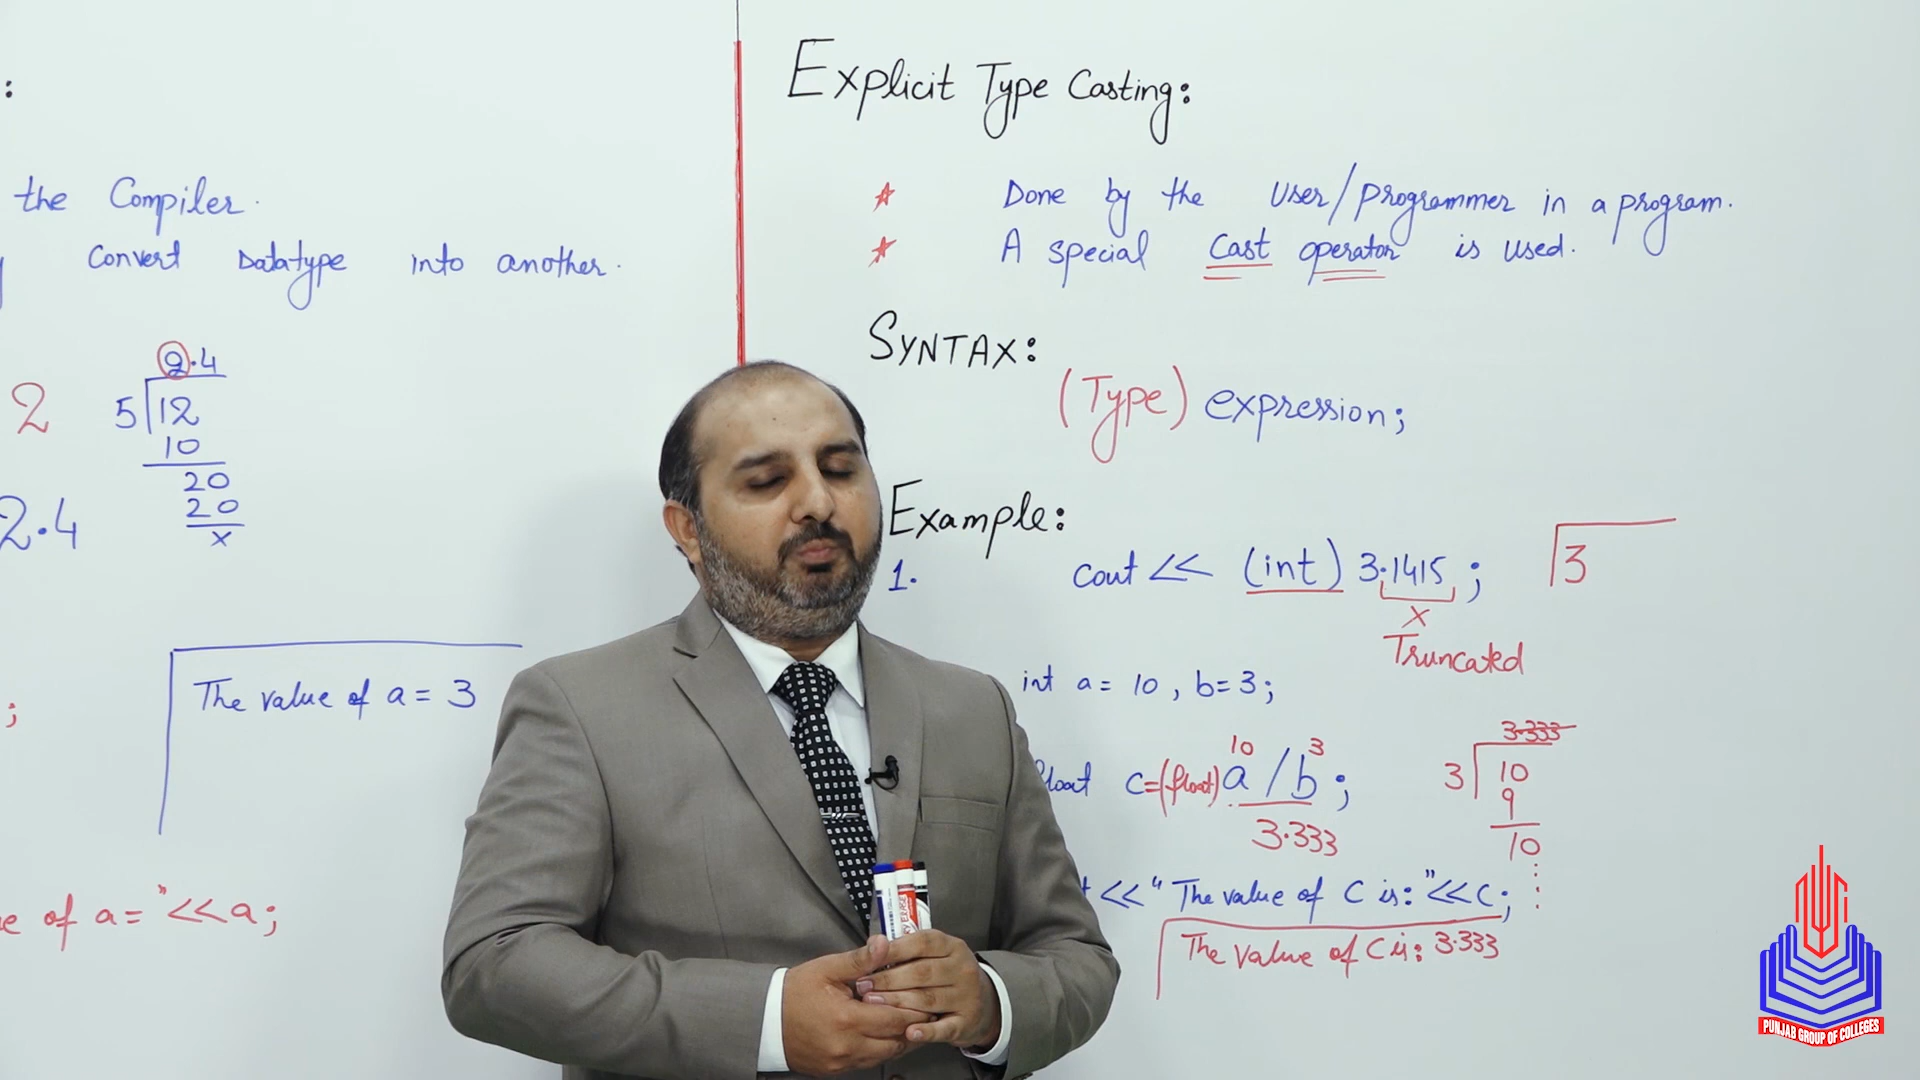 :
the Compiler.
Convert Datatype into another.
2
2.4
5 12
10
20
20
x
2.4
;
The value of a = 3
of a = "<<a;
Explicit Type Casting:
Done by the User/Programmer in a program.
A special Cast operator is used.
SYNTAX:
(Type) expression;
Example:
1. cout << (int) 3.1415 ; 3
x
Truncated
int a = 10 , b = 3;
10 3
float c=(float) a / b ;
3.333
3.333
3 10
9
10
<< " The value of C is: "<<C;
The value of C is: 3.333
ERASE
PUNJAB GROUP OF COLLEGES